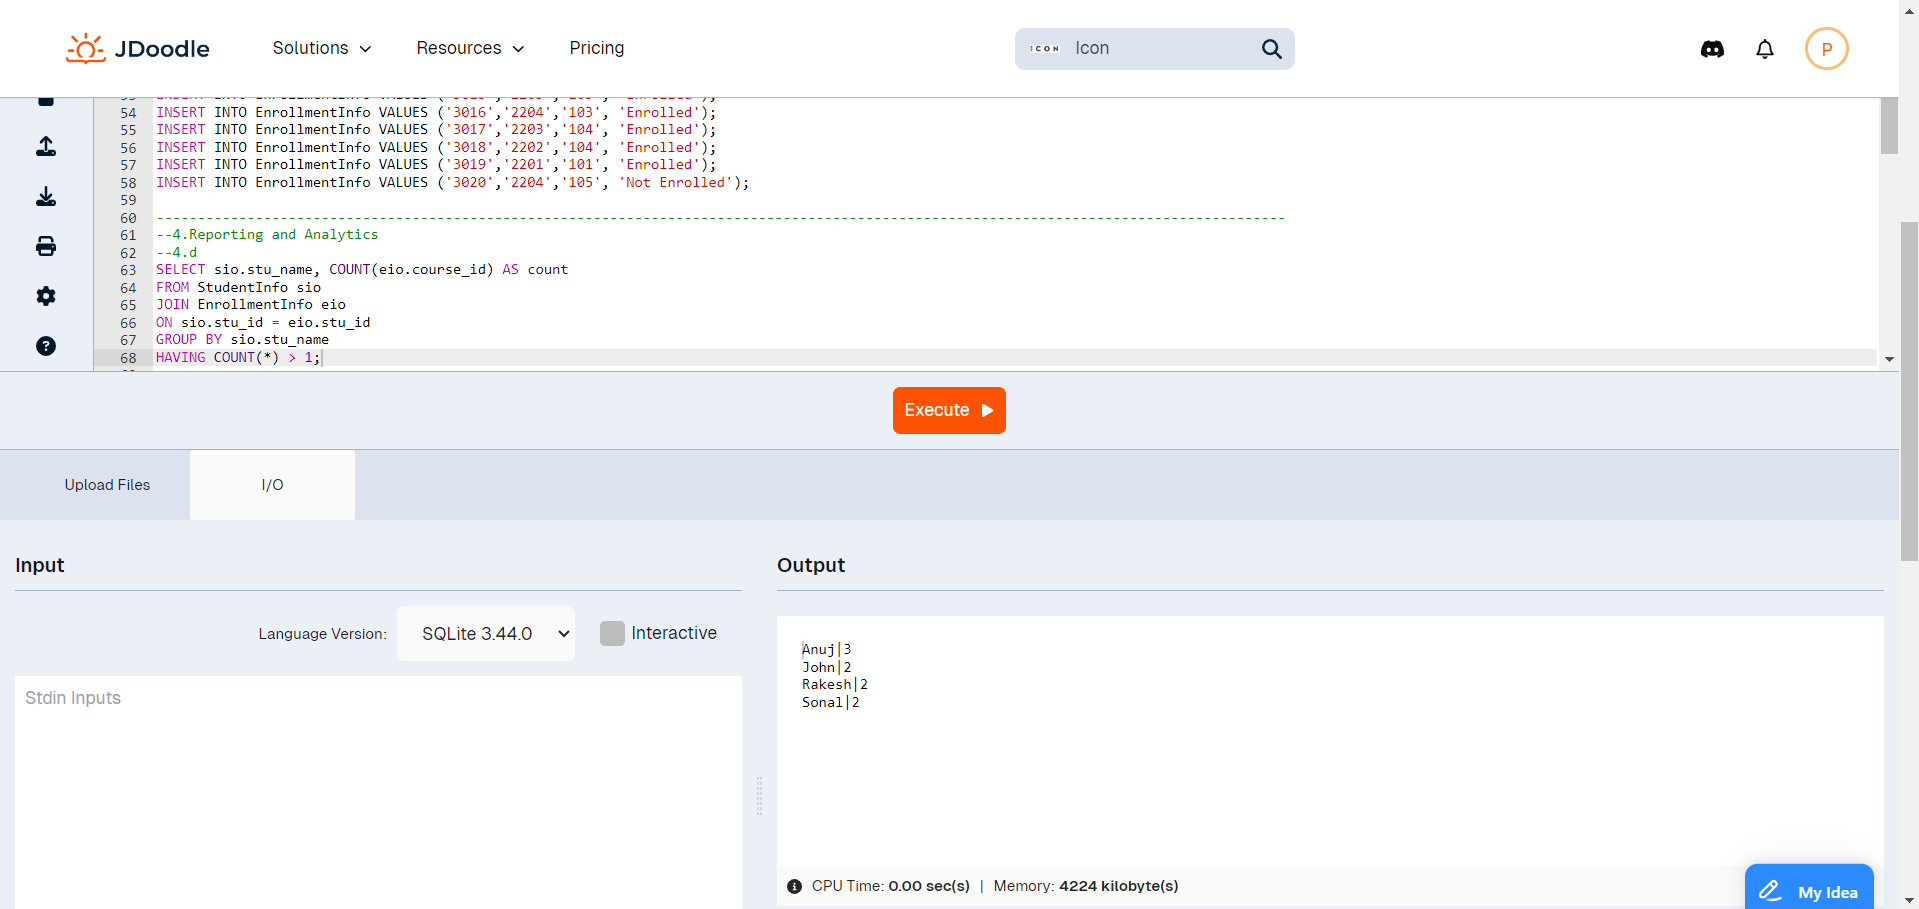 JDoodle
Solutions
Resources
Pricing
ICON
Icon
P
54 INSERT INTO EnrollmentInfo VALUES ('3016','2204','103', 'Enrolled');
55 INSERT INTO EnrollmentInfo VALUES ('3017','2203','104', 'Enrolled');
56 INSERT INTO EnrollmentInfo VALUES ('3018','2202','104', 'Enrolled');
57 INSERT INTO EnrollmentInfo VALUES ('3019','2201','101', 'Enrolled');
58 INSERT INTO EnrollmentInfo VALUES ('3020','2204','105', 'Not Enrolled');
59
60 -----------------------------------------------------------------------------------------------------------------------------------------
61 --4.Reporting and Analytics
62 --4.d
63 SELECT sio.stu_name, COUNT(eio.course_id) AS count
64 FROM StudentInfo sio
65 JOIN EnrollmentInfo eio
66 ON sio.stu_id = eio.stu_id
67 GROUP BY sio.stu_name
68 HAVING COUNT(*) > 1;
Execute
Upload Files
I/O
Input
Language Version:
SQLite 3.44.0
Interactive
Stdin Inputs
Output
Anuj|3
John|2
Rakesh|2
Sonal|2
CPU Time: 0.00 sec(s) | Memory: 4224 kilobyte(s)
My Idea